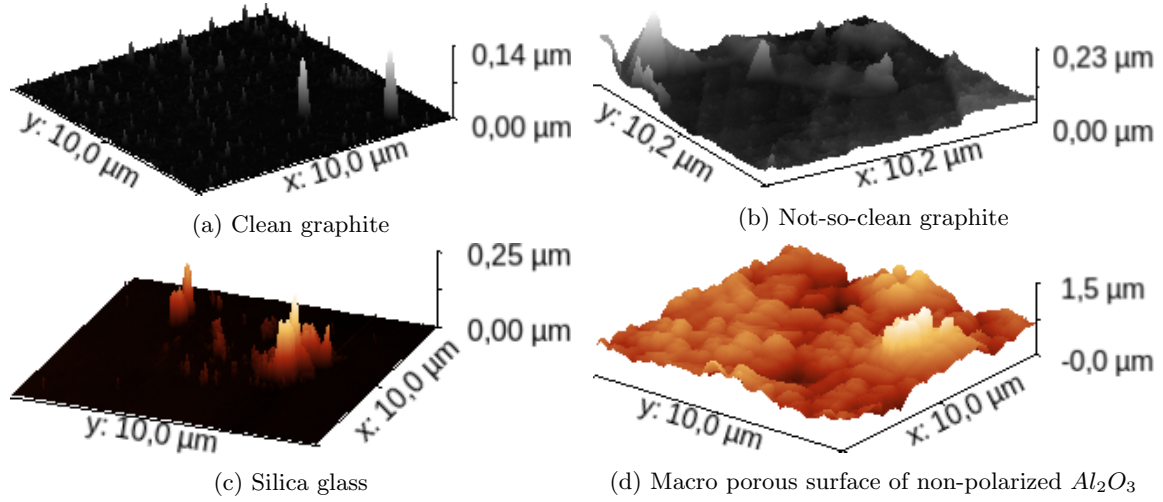 0,14 µm
0,00 µm
y: 10,0 µm
x: 10,0 µm
(a) Clean graphite
0,23 µm
0,00 µm
y: 10,2 µm
x: 10,2 µm
(b) Not-so-clean graphite
0,25 µm
0,00 µm
y: 10,0 µm
x: 10,0 µm
(c) Silica glass
1,5 µm
-0,0 µm
y: 10,0 µm
x: 10,0 µm
(d) Macro porous surface of non-polarized Al₂O₃